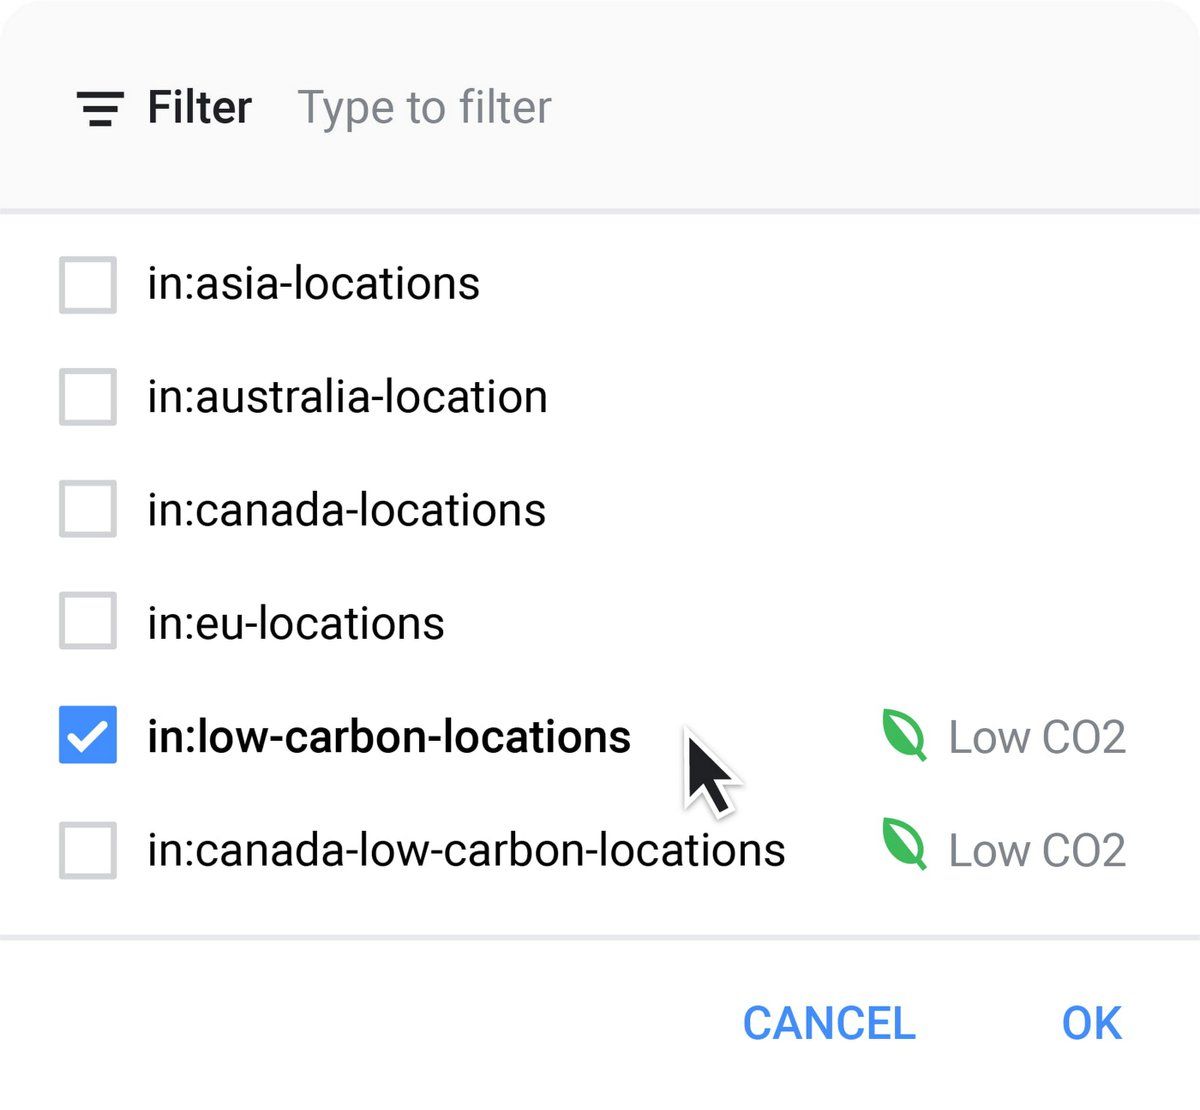 Filter Type to filter
in:asia-locations
in:australia-location
in:canada-locations
in:eu-locations
in:low-carbon-locations Low CO2
in:canada-low-carbon-locations Low CO2
CANCEL OK